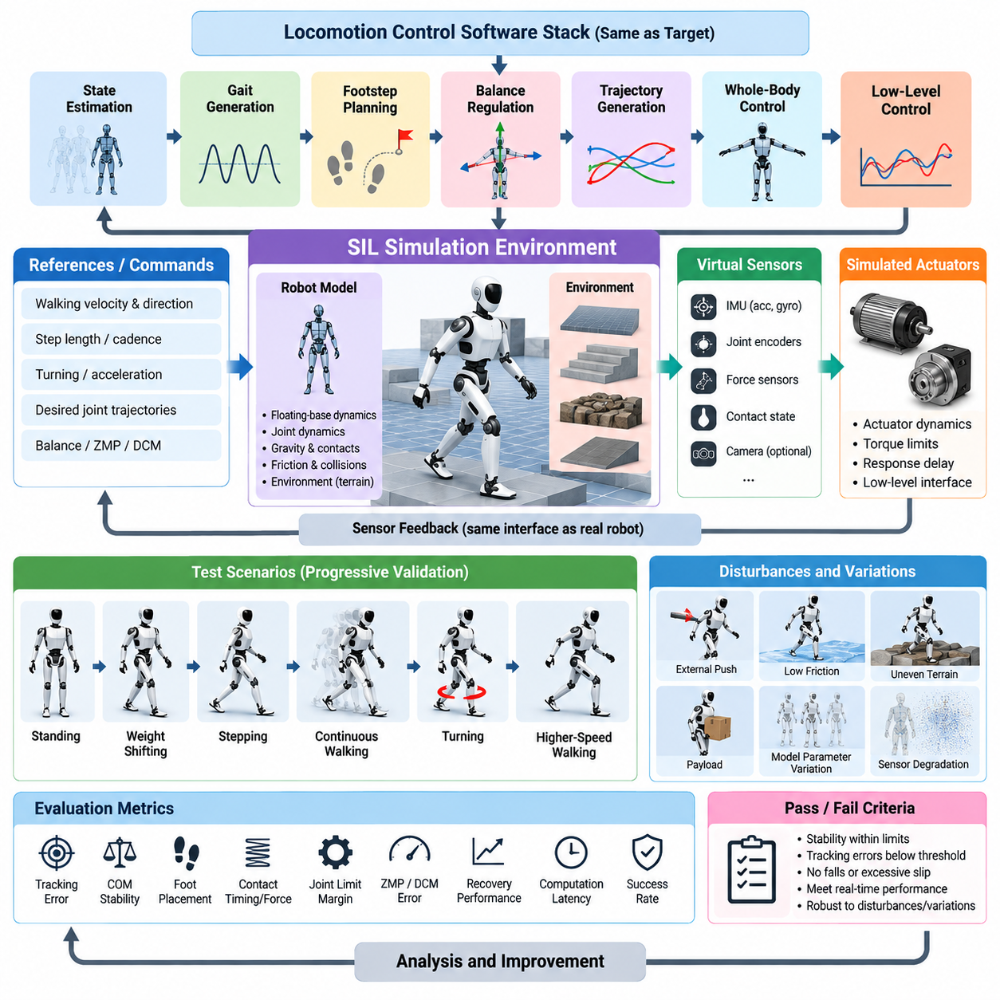 Locomotion Control Software Stack (Same as Target)
State
Estimation
Gait
Generation
Footstep
Planning
Balance
Regulation
Trajectory
Generation
Whole-Body
Control
Low-Level
Control
References / Commands
Walking velocity & direction
Step length / cadence
Turning / acceleration
Desired joint trajectories
Balance / ZMP / DCM
SIL Simulation Environment
Robot Model
• Floating-base dynamics
• Joint dynamics
• Gravity & contacts
• Friction & collisions
• Environment (terrain)
Environment
Virtual Sensors
IMU (acc, gyro)
Joint encoders
Force sensors
Contact state
Camera (optional)
...
Simulated Actuators
• Actuator dynamics
• Torque limits
• Response delay
• Low-level interface
Sensor Feedback (same interface as real robot)
Test Scenarios (Progressive Validation)
Standing
Weight
Shifting
Stepping
Continuous
Walking
Turning
Higher-Speed
Walking
Disturbances and Variations
External Push
Low Friction
Uneven Terrain
Payload
Model Parameter
Variation
Sensor Degradation
Evaluation Metrics
Tracking
Error
COM
Stability
Foot
Placement
Contact
Timing/Force
Joint Limit
Margin
ZMP / DCM
Error
Recovery
Performance
Computation
Latency
Success
Rate
Pass / Fail Criteria
• Stability within limits
• Tracking errors below threshold
• No falls or excessive slip
• Meet real-time performance
• Robust to disturbances/variations
Analysis and Improvement